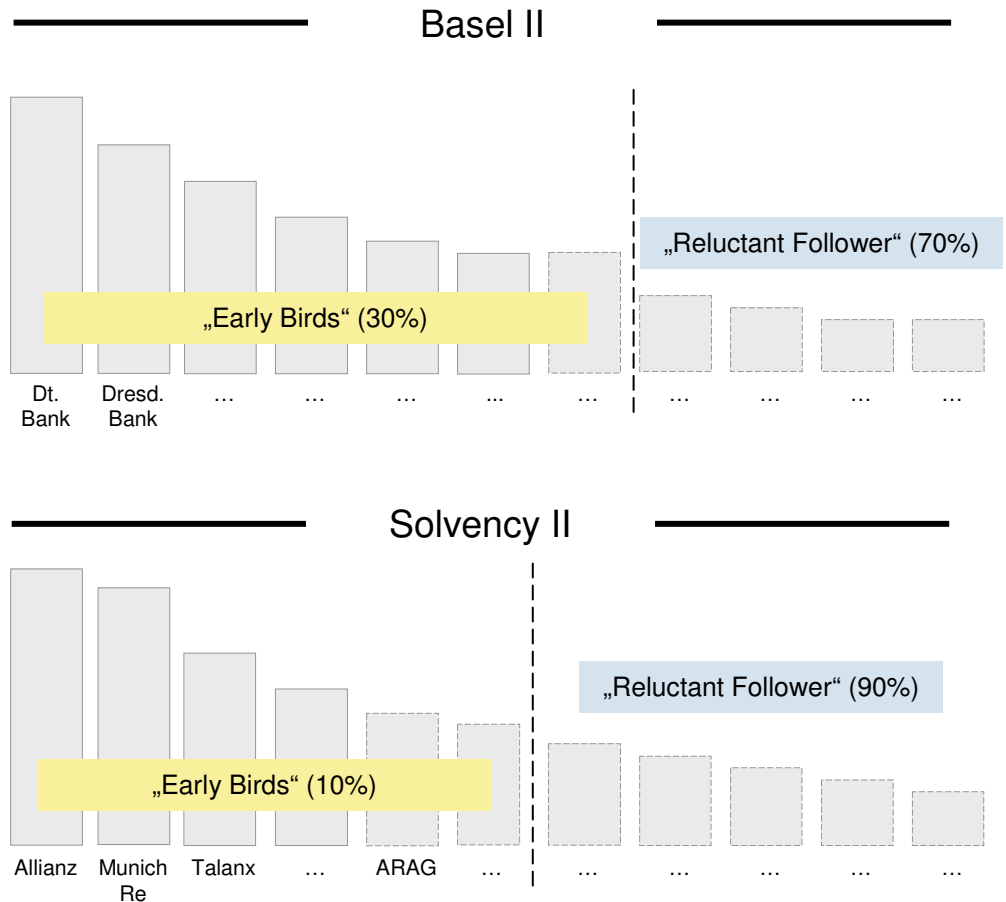 Basel II
„Reluctant Follower“ (70%)
„Early Birds“ (30%)
Dt.
Bank
Dresd.
Bank
…
…
…
...
…
…
…
…
…
Solvency II
„Reluctant Follower“ (90%)
„Early Birds“ (10%)
Allianz
Munich
Re
Talanx
…
ARAG
…
…
…
…
…
…